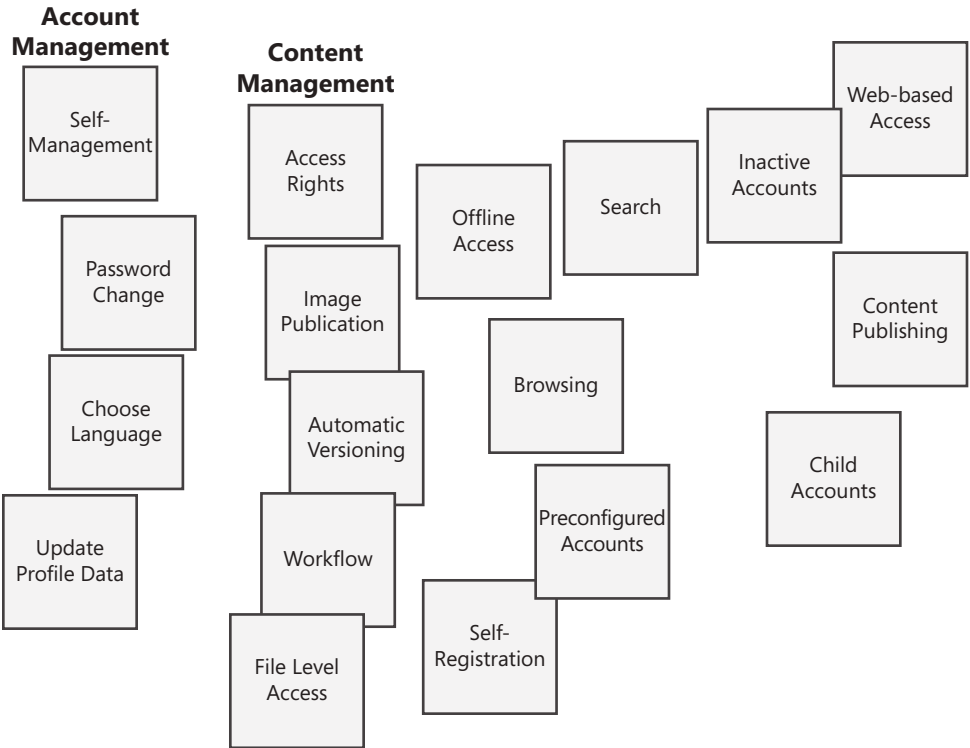 Account
Management
Self-
Management
Password
Change
Choose
Language
Update
Profile Data
Content
Management
Access
Rights
Image
Publication
Automatic
Versioning
Workflow
File Level
Access
Offline
Access
Search
Browsing
Preconfigured
Accounts
Self-
Registration
Inactive
Accounts
Web-based
Access
Content
Publishing
Child
Accounts